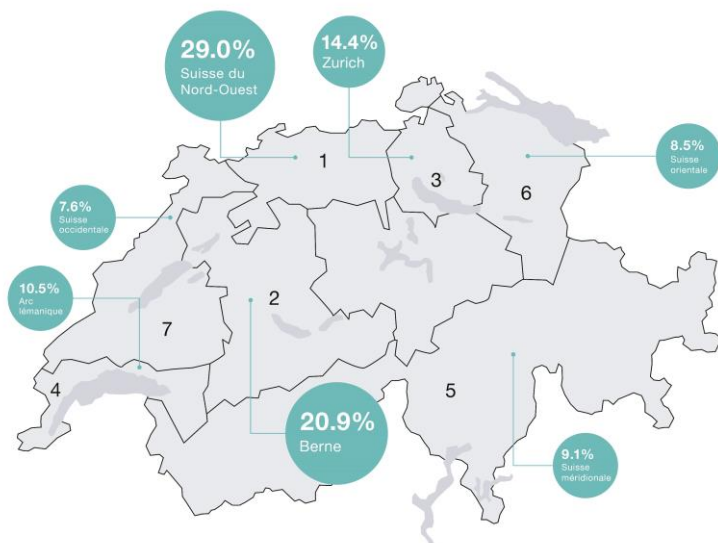 29.0%
Suisse du
Nord-Ouest
14.4%
Zurich
8.5%
Suisse
orientale
7.6%
Suisse
occidentale
10.5%
Arc
lémanique
20.9%
Berne
9.1%
Suisse
méridionale
1
3
6
2
7
4
5